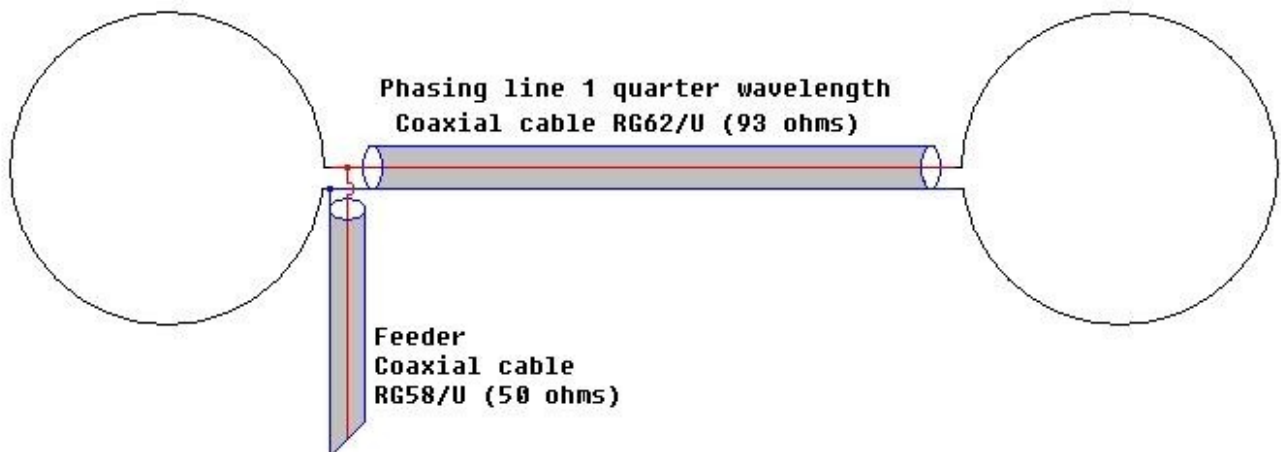 Phasing line 1 quarter wavelength
Coaxial cable RG62/U (93 ohms)
Feeder
Coaxial cable
RG58/U (50 ohms)